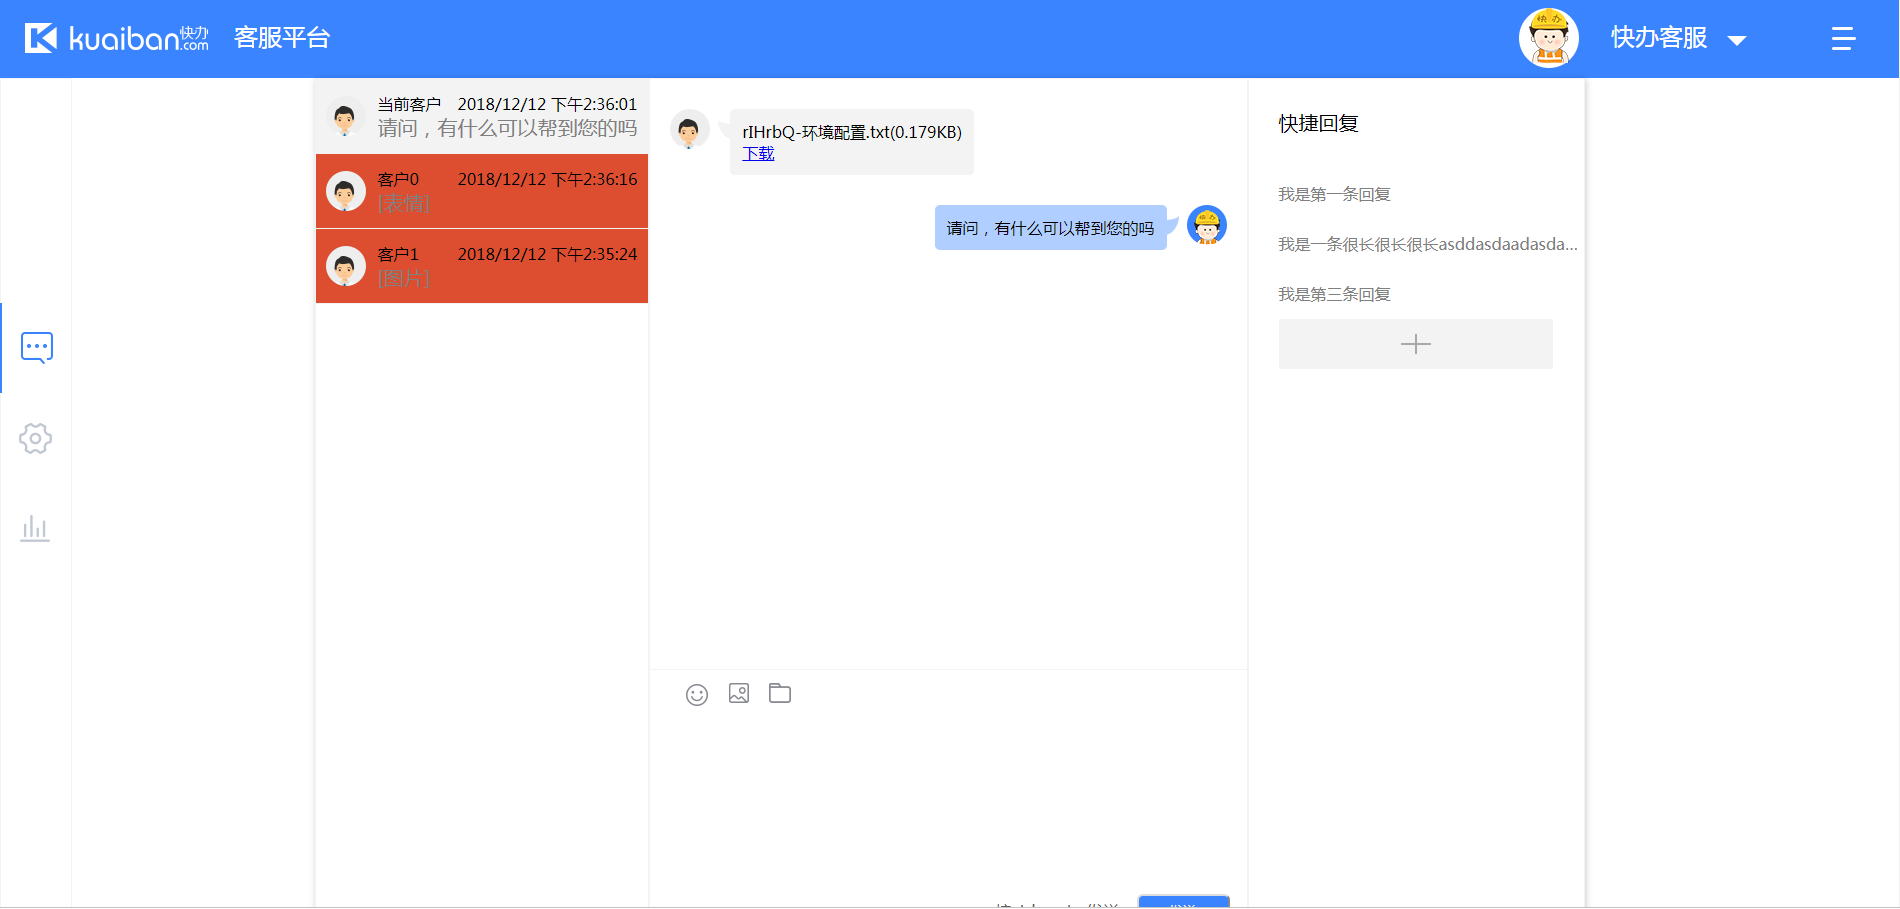 kuaiban快办.com 客服平台
快办
快办客服
当前客户 2018/12/12 下午2:36:01
请问，有什么可以帮到您的吗
客户0 2018/12/12 下午2:36:16
[表情]
客户1 2018/12/12 下午2:35:24
[图片]
rIHrbQ-环境配置.txt(0.179KB)
下载
请问，有什么可以帮到您的吗
快捷回复
我是第一条回复
我是一条很长很长很长asddasdaadasda...
我是第三条回复